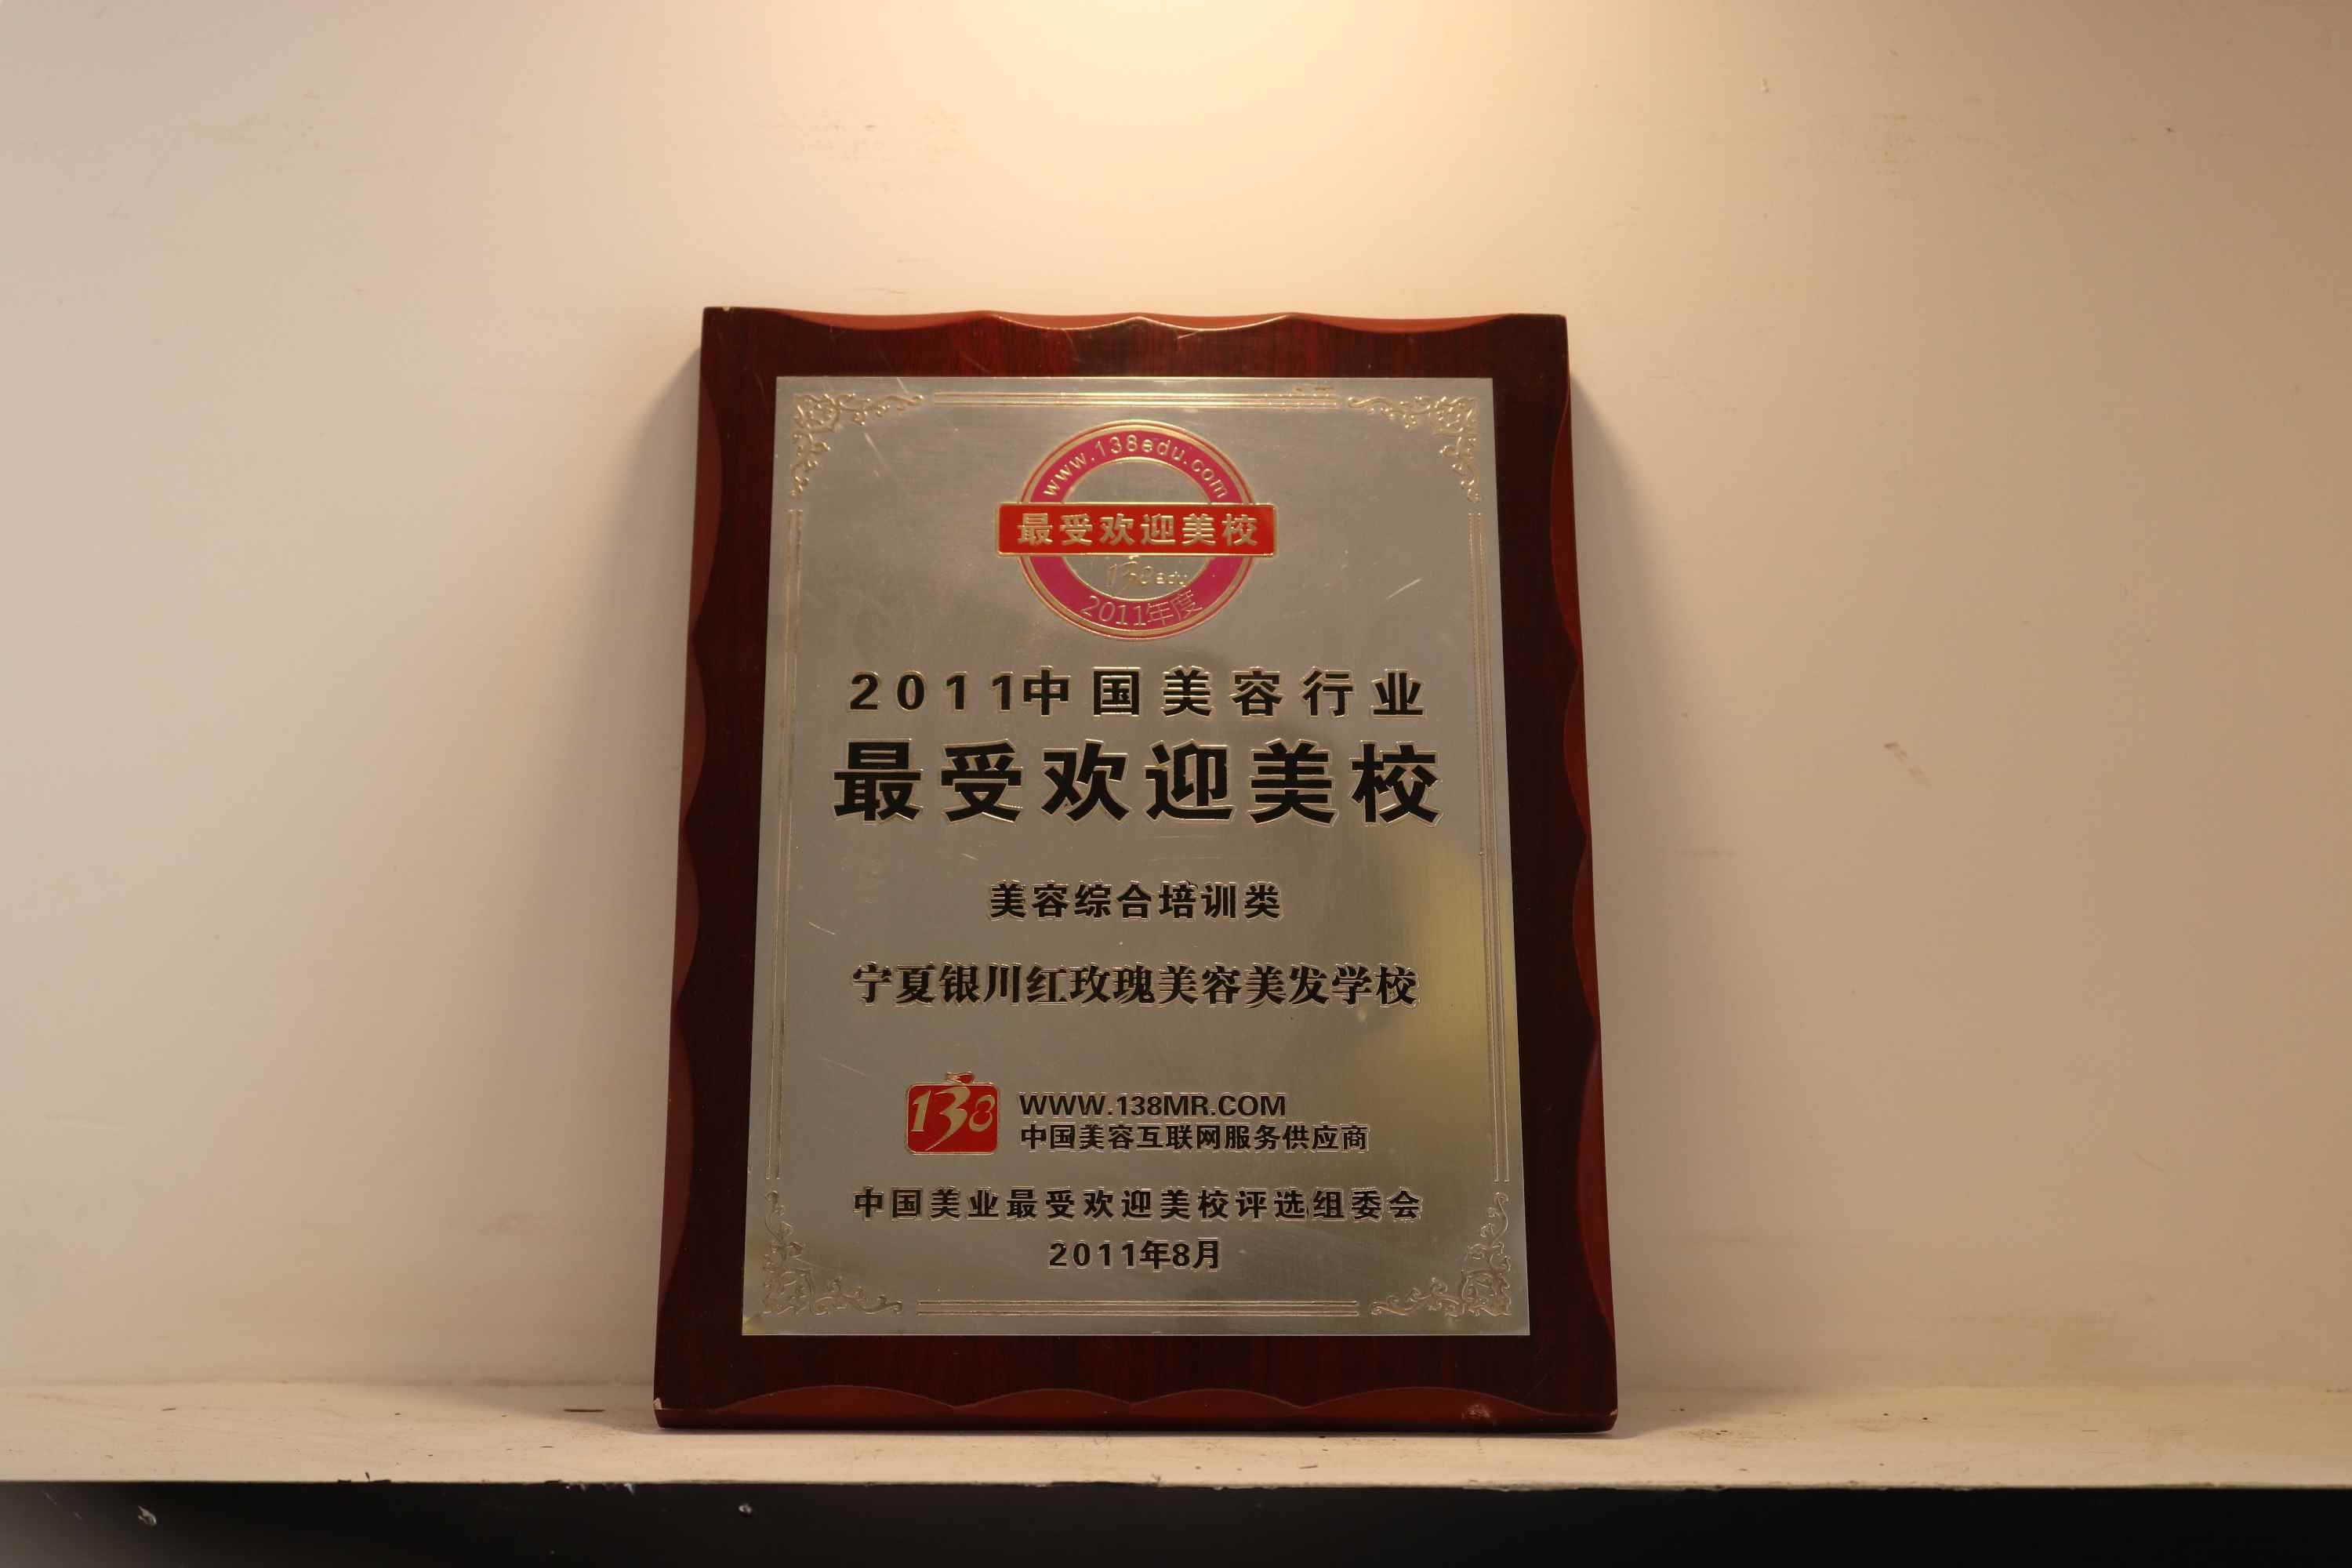 www.138edu.com
最受欢迎美校
138edu
2011年度
2011中国美容行业
最受欢迎美校
美容综合培训类
宁夏银川红玫瑰美容美发学校
138
WWW.138MR.COM
中国美容互联网服务供应商
中国美业最受欢迎美校评选组委会
2011年8月